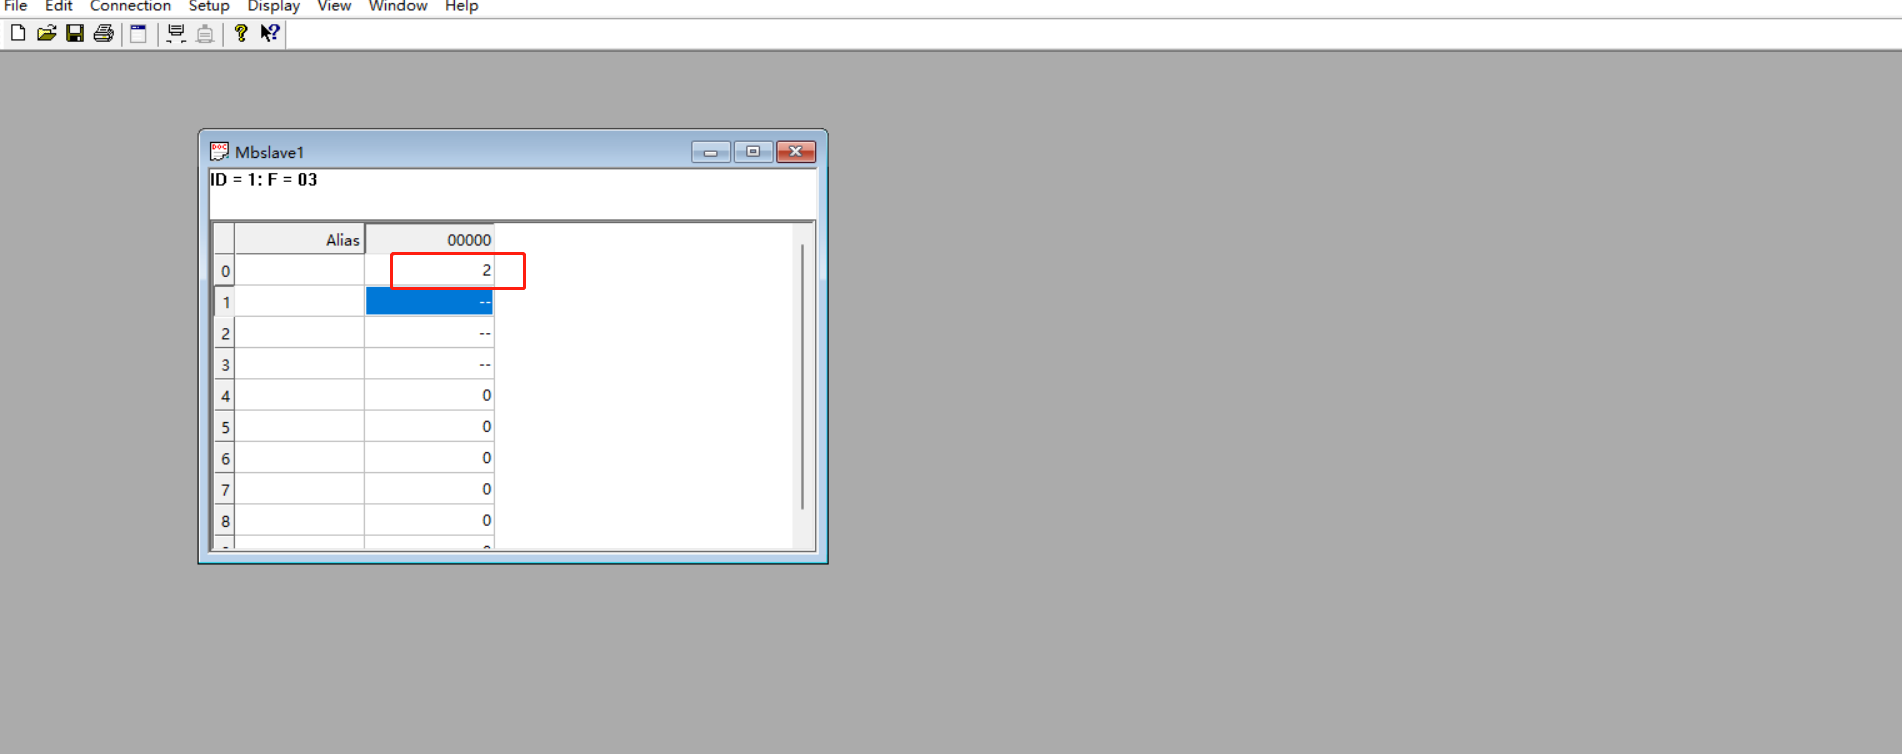 File Edit Connection Setup Display View Window Help
Mbslave1
ID = 1: F = 03
Alias 00000
0 2
1 --
2 --
3 --
4 0
5 0
6 0
7 0
8 0